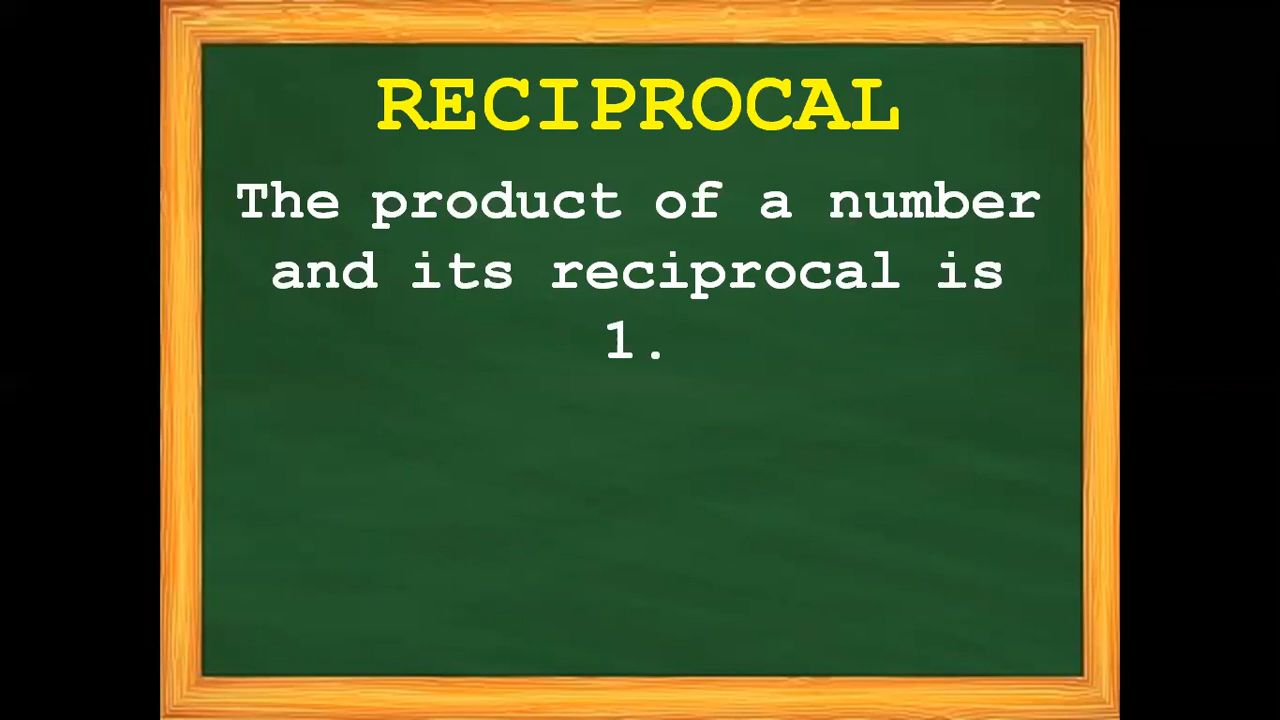 RECIPROCAL
The product of a number
and its reciprocal is
1.